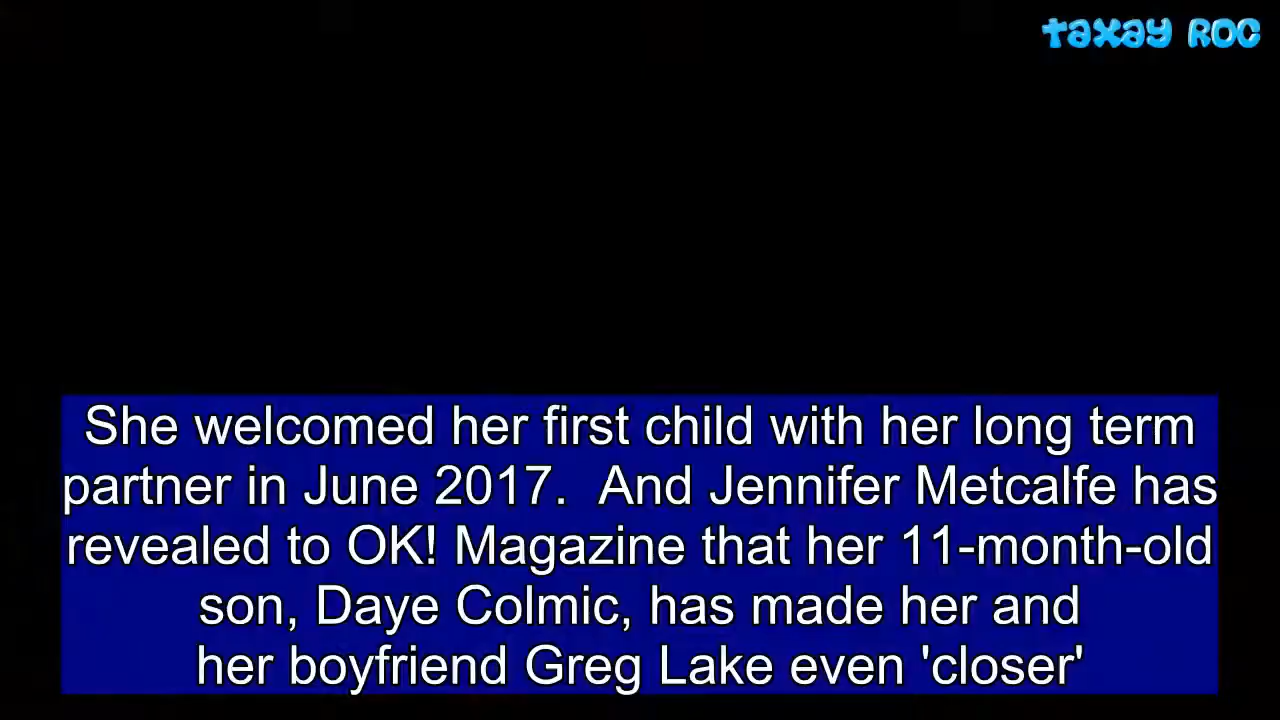 Taxay Roc
She welcomed her first child with her long term
partner in June 2017.  And Jennifer Metcalfe has
revealed to OK! Magazine that her 11-month-old
son, Daye Colmic, has made her and
her boyfriend Greg Lake even 'closer'